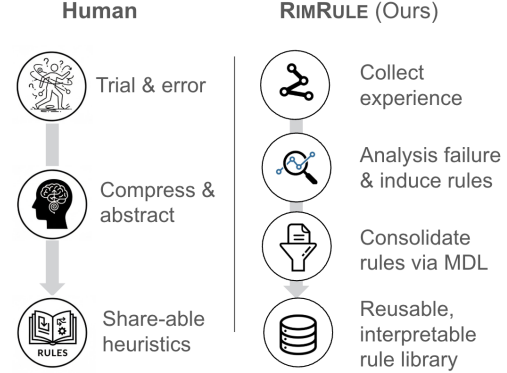 Human
Trial & error
Compress &
abstract
RULES
Share-able
heuristics
RIMRULE (Ours)
Collect
experience
Analysis failure
& induce rules
Consolidate
rules via MDL
Reusable,
interpretable
rule library